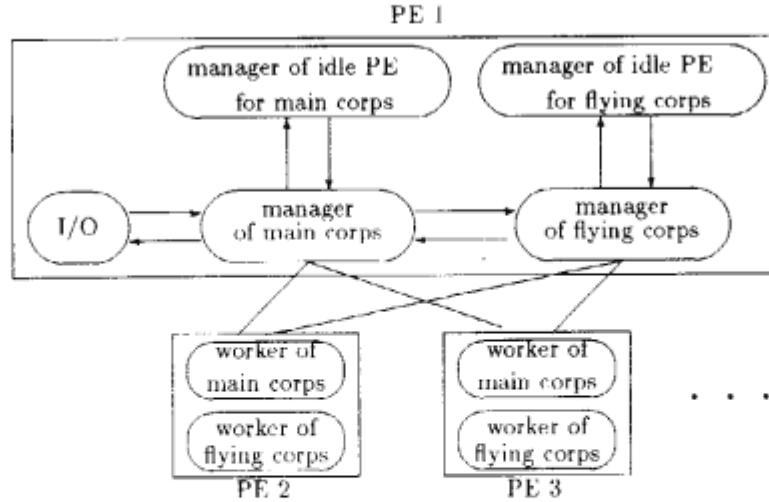 PE 1
manager of idle PE
for main corps
manager of idle PE
for flying corps
I/O
manager
of main corps
manager
of flying corps
worker of
main corps
worker of
flying corps
PE 2
worker of
main corps
worker of
flying corps
PE 3
. . .